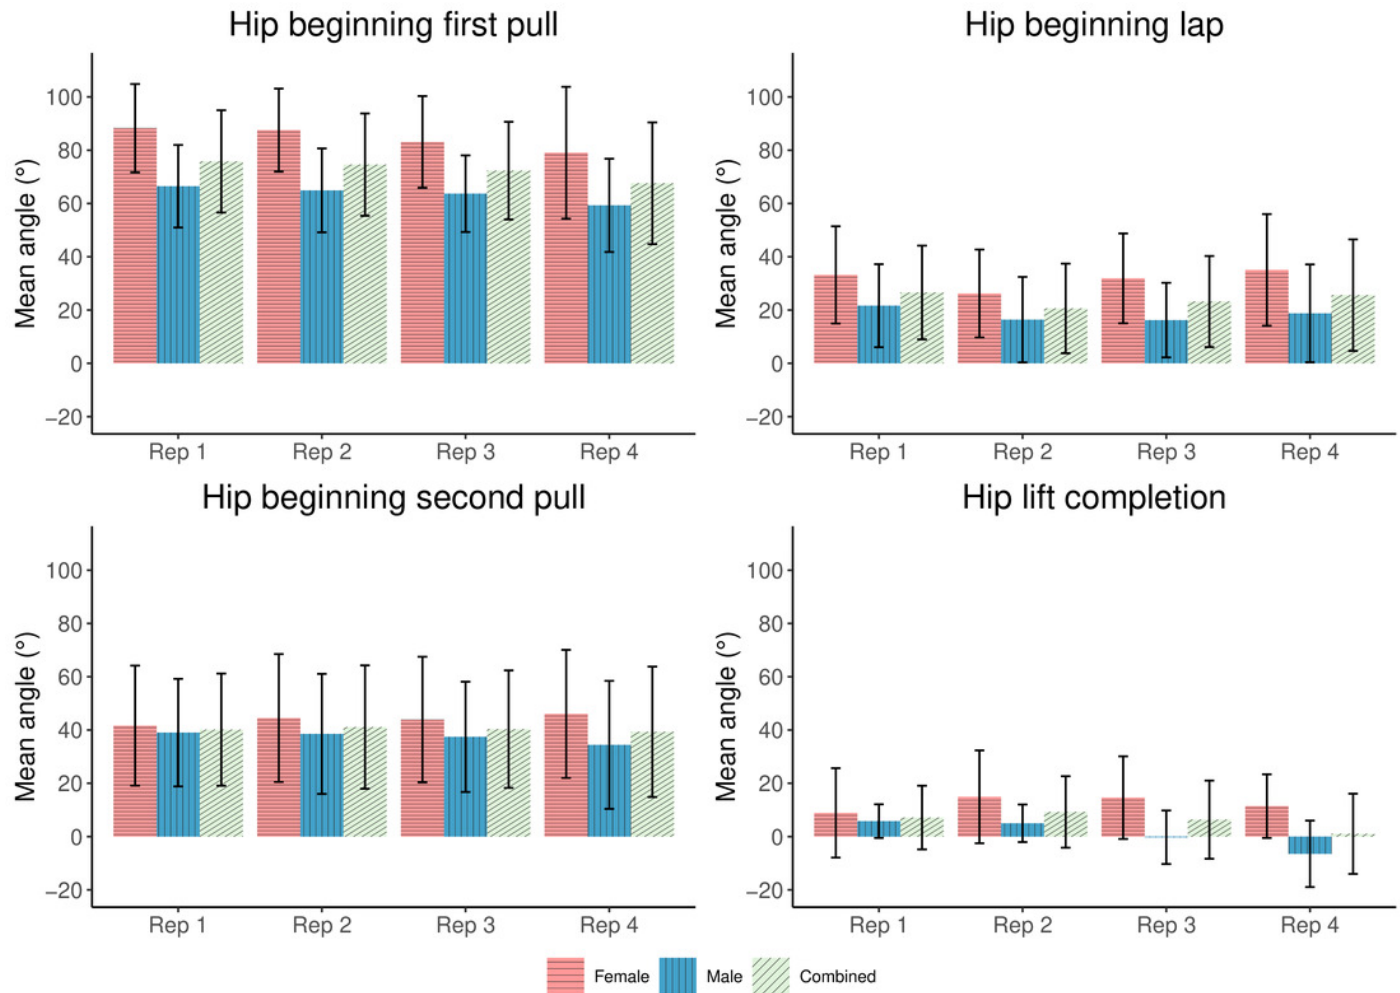 Hip beginning first pull
Mean angle (°)
100
80
60
40
20
0
−20
Rep 1 Rep 2 Rep 3 Rep 4
Hip beginning lap
Mean angle (°)
100
80
60
40
20
0
−20
Rep 1 Rep 2 Rep 3 Rep 4
Hip beginning second pull
Mean angle (°)
100
80
60
40
20
0
−20
Rep 1 Rep 2 Rep 3 Rep 4
Hip lift completion
Mean angle (°)
100
80
60
40
20
0
−20
Rep 1 Rep 2 Rep 3 Rep 4
Female Male Combined